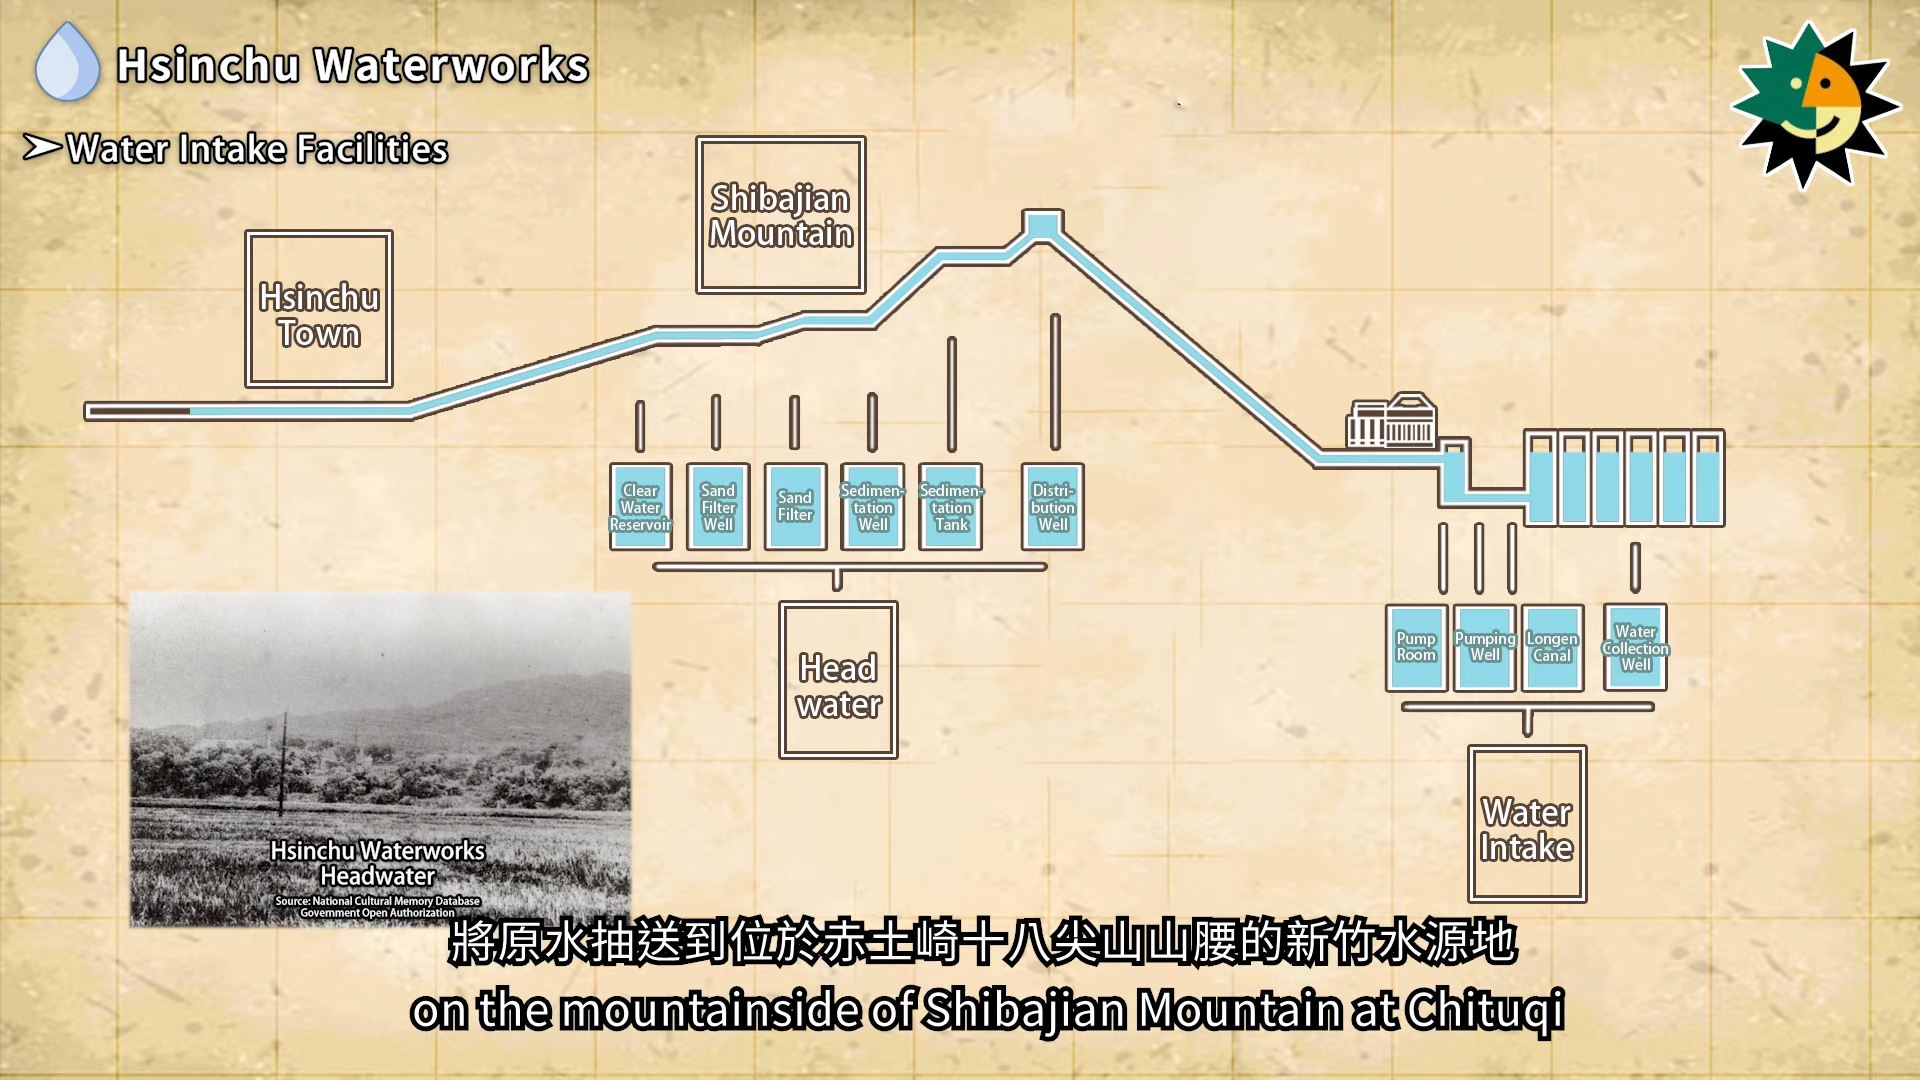 Hsinchu Waterworks
Water Intake Facilities
Shibajian
Mountain
Hsinchu
Town
Clear
Water
Reservoir
Sand
Filter
Well
Sand
Filter
Sedimen-
tation
Well
Sedimen-
tation
Tank
Distri-
bution
Well
Head
water
Pump
Room
Pumping
Well
Longen
Canal
Water
Collection
Well
Water
Intake
Hsinchu Waterworks
Headwater
Source: National Cultural Memory Database
Government Open Authorization
將原水抽送到位於赤土崎十八尖山山腰的新竹水源地
on the mountainside of Shibajian Mountain at Chituqi